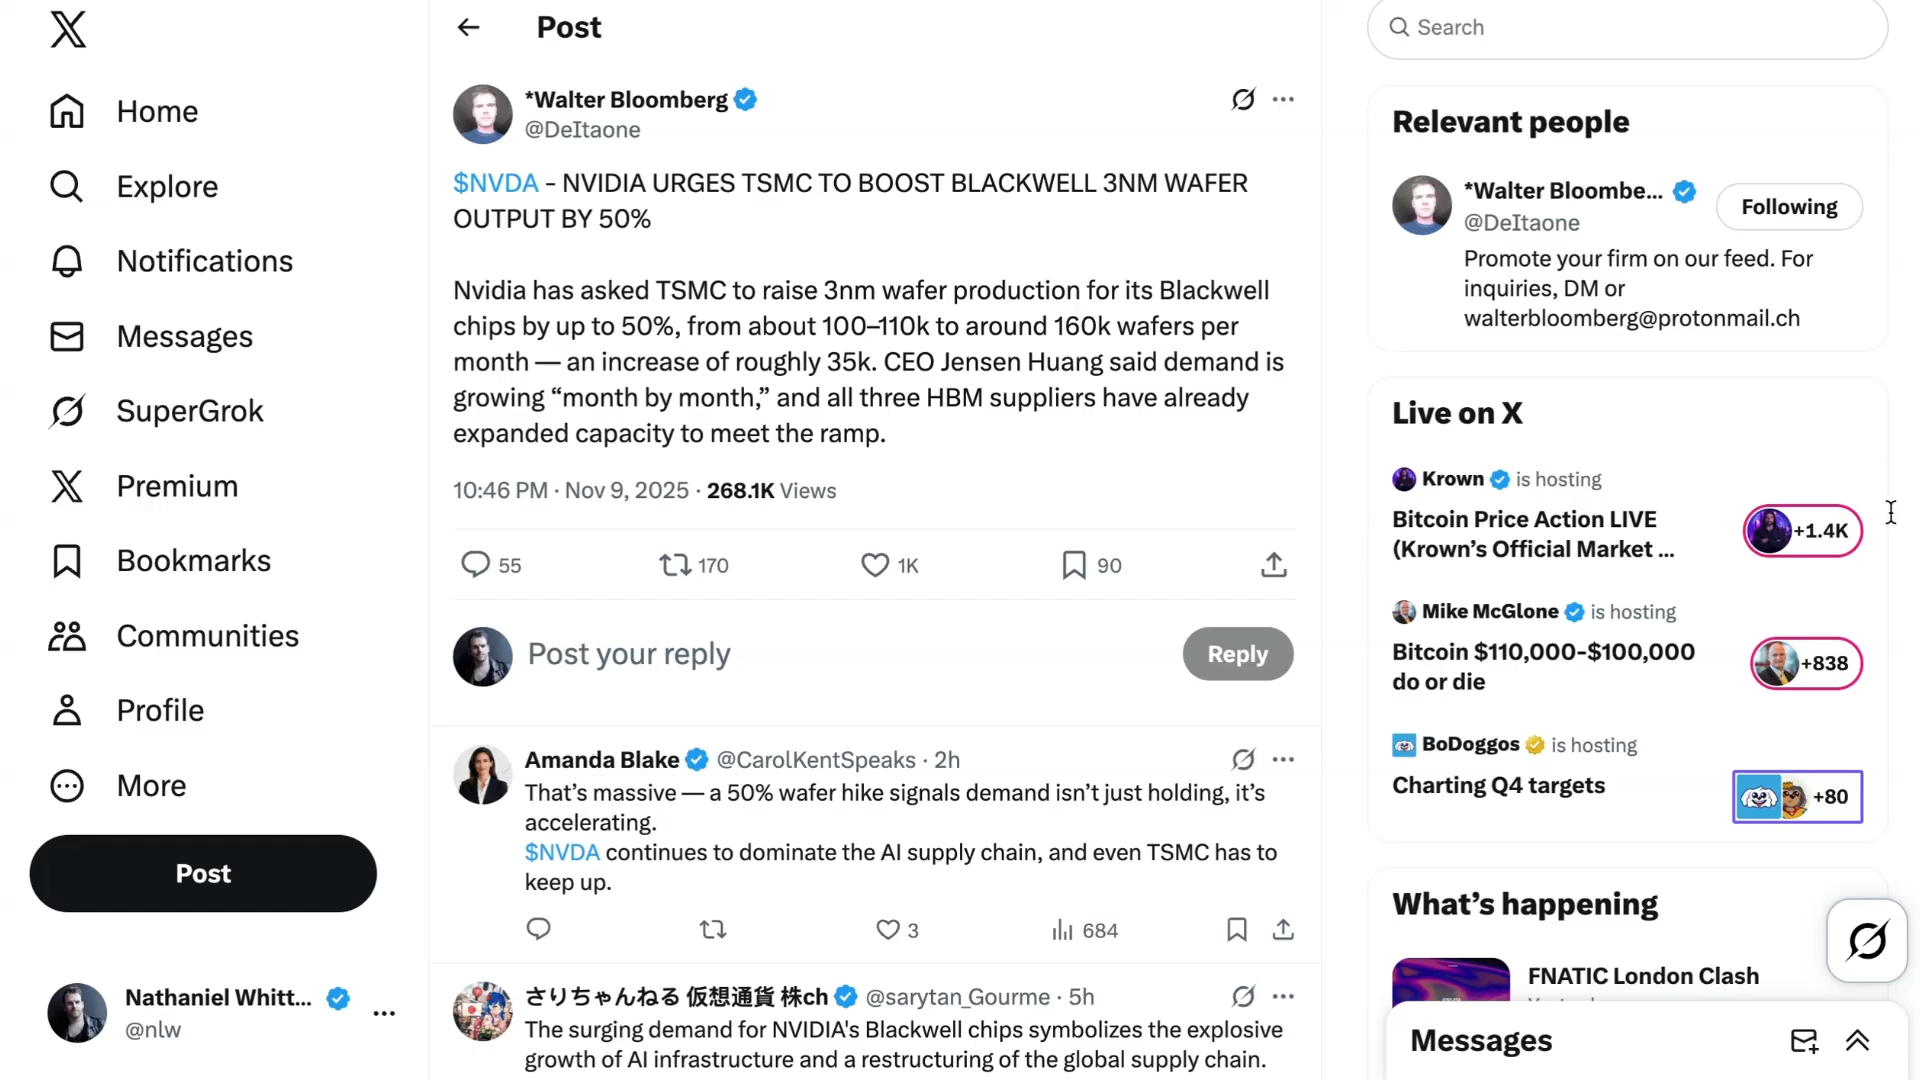 Home
Explore
Notifications
Messages
SuperGrok
Premium
Bookmarks
Communities
Profile
More
Post
Nathaniel Whitt...
@nlw
Post
*Walter Bloomberg
@DeItaone
$NVDA - NVIDIA URGES TSMC TO BOOST BLACKWELL 3NM WAFER
OUTPUT BY 50%
Nvidia has asked TSMC to raise 3nm wafer production for its Blackwell
chips by up to 50%, from about 100–110k to around 160k wafers per
month — an increase of roughly 35k. CEO Jensen Huang said demand is
growing “month by month,” and all three HBM suppliers have already
expanded capacity to meet the ramp.
10:46 PM · Nov 9, 2025 · 268.1K Views
55 170 1K 90
Post your reply
Reply
Amanda Blake @CarolKentSpeaks · 2h
That’s massive — a 50% wafer hike signals demand isn’t just holding, it’s
accelerating.
$NVDA continues to dominate the AI supply chain, and even TSMC has to
keep up.
3 684
さりちゃんねる 仮想通貨 株ch @sarytan_Gourme · 5h
The surging demand for NVIDIA's Blackwell chips symbolizes the explosive
growth of AI infrastructure and a restructuring of the global supply chain.
Search
Relevant people
*Walter Bloombe...
@DeItaone
Following
Promote your firm on our feed. For
inquiries, DM or
walterbloomberg@protonmail.ch
Live on X
Krown is hosting
Bitcoin Price Action LIVE
(Krown’s Official Market ...
+1.4K
Mike McGlone is hosting
Bitcoin $110,000-$100,000
do or die
+838
BoDoggos is hosting
Charting Q4 targets
+80
What’s happening
FNATIC London Clash
Messages